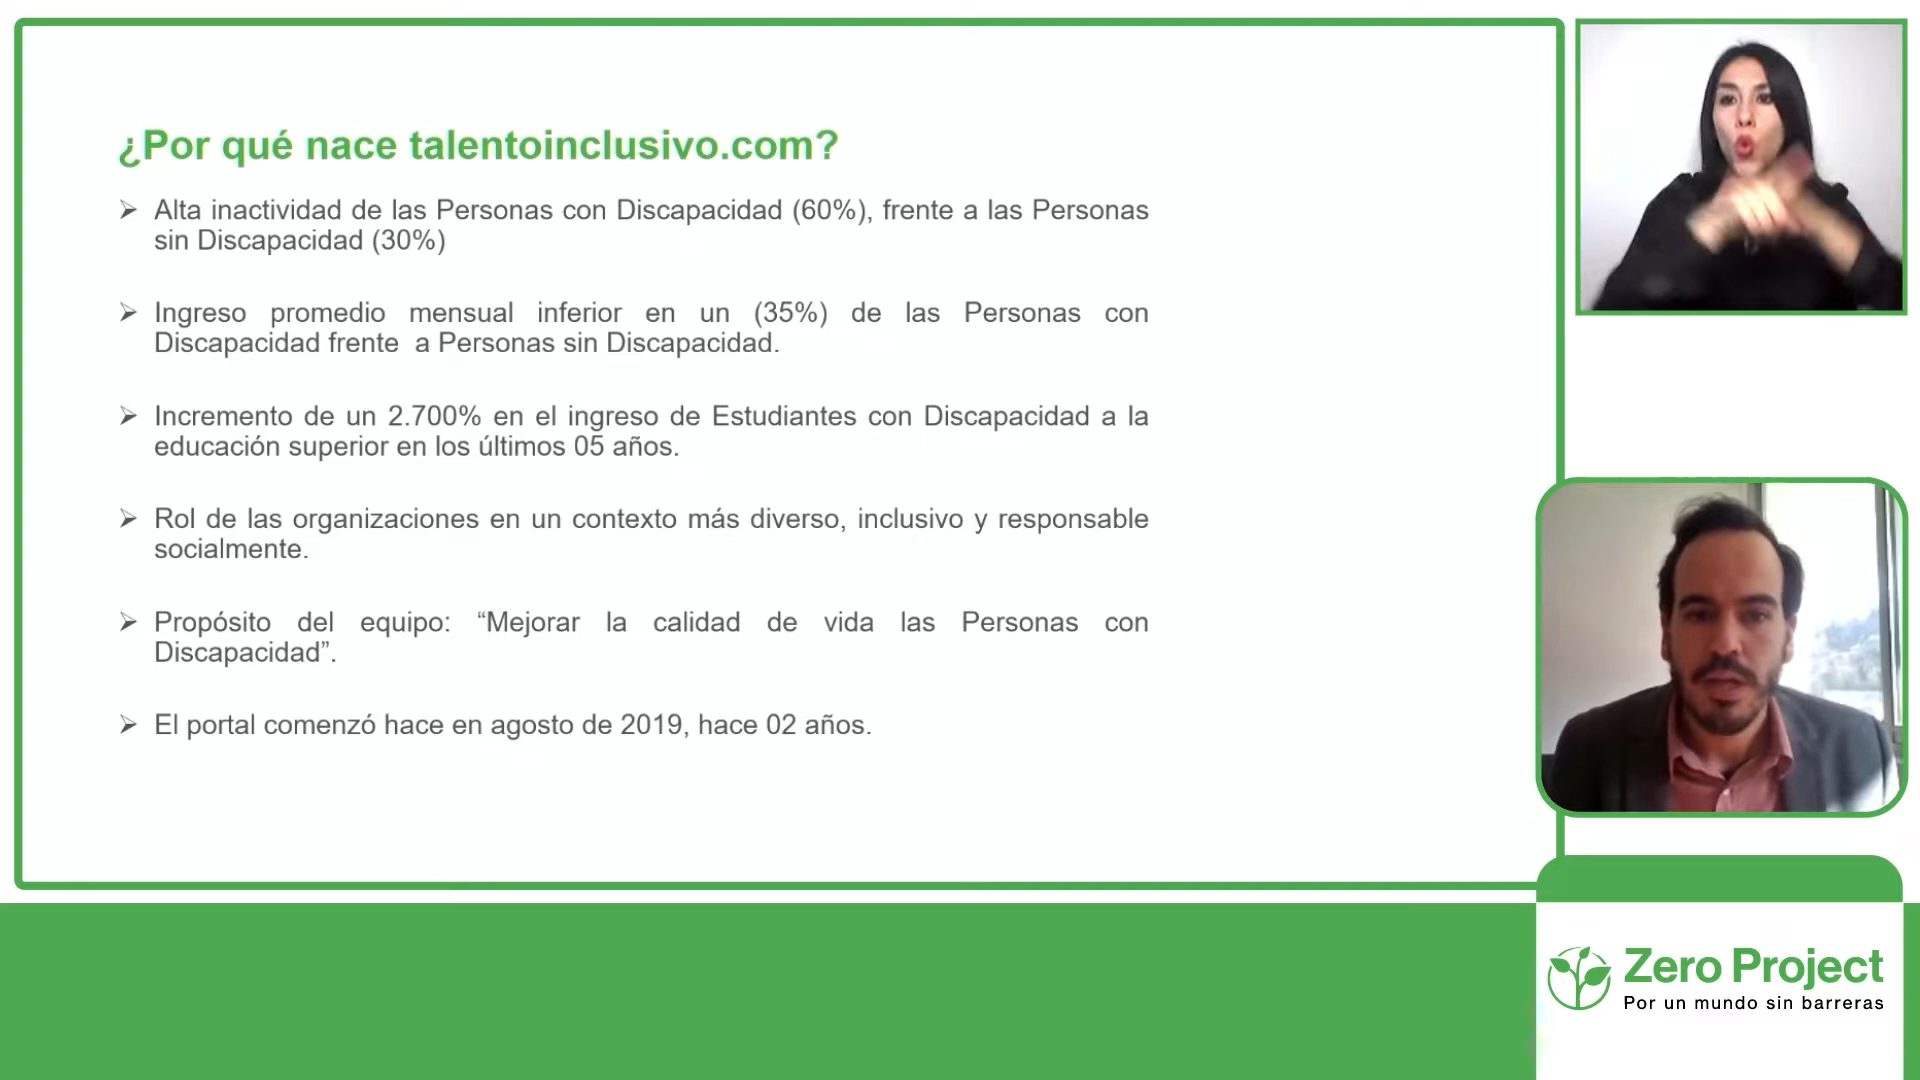 ¿Por qué nace talentoinclusivo.com?
➢ Alta inactividad de las Personas con Discapacidad (60%), frente a las Personas
sin Discapacidad (30%)
➢ Ingreso promedio mensual inferior en un (35%) de las Personas con
Discapacidad frente a Personas sin Discapacidad.
➢ Incremento de un 2.700% en el ingreso de Estudiantes con Discapacidad a la
educación superior en los últimos 05 años.
➢ Rol de las organizaciones en un contexto más diverso, inclusivo y responsable
socialmente.
➢ Propósito del equipo: “Mejorar la calidad de vida las Personas con
Discapacidad”.
➢ El portal comenzó hace en agosto de 2019, hace 02 años.
Zero Project
Por un mundo sin barreras